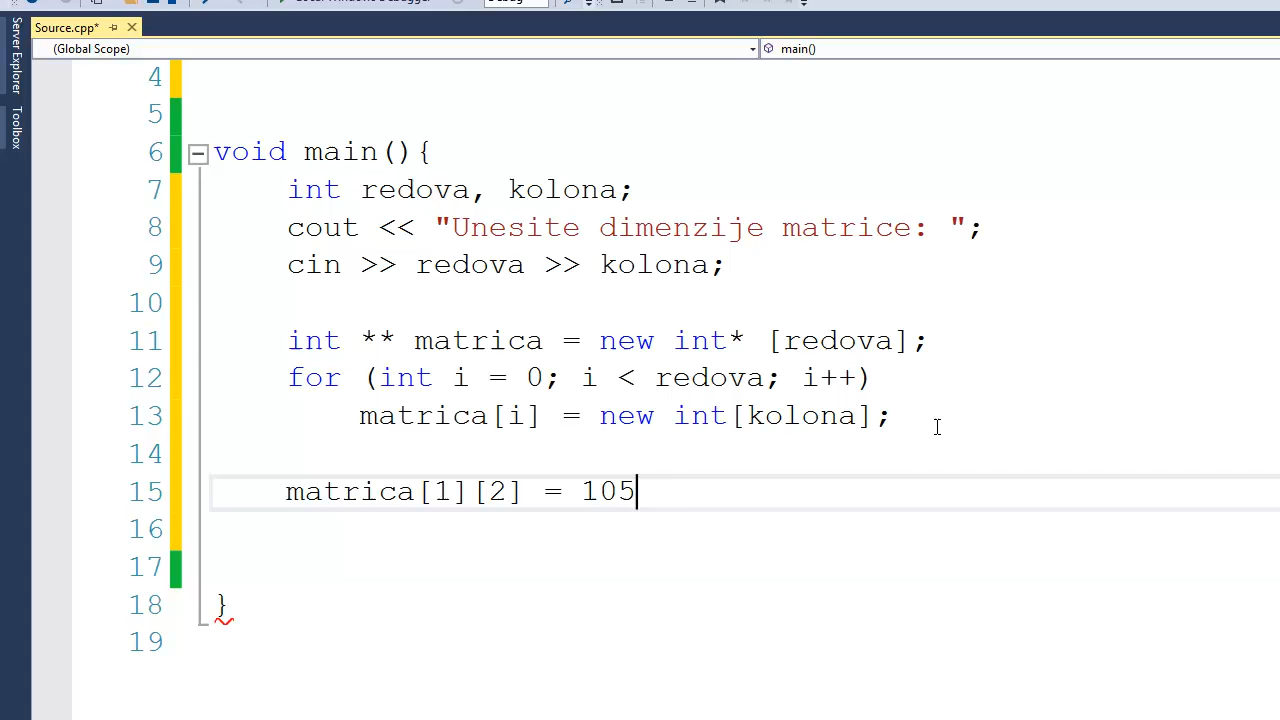 Source.cpp*
(Global Scope)
main()
Server Explorer
Toolbox
4
5
6 void main(){
7 int redova, kolona;
8 cout << "Unesite dimenzije matrice: ";
9 cin >> redova >> kolona;
10
11 int ** matrica = new int* [redova];
12 for (int i = 0; i < redova; i++)
13 matrica[i] = new int[kolona];
14
15 matrica[1][2] = 105
16
17
18 }
19